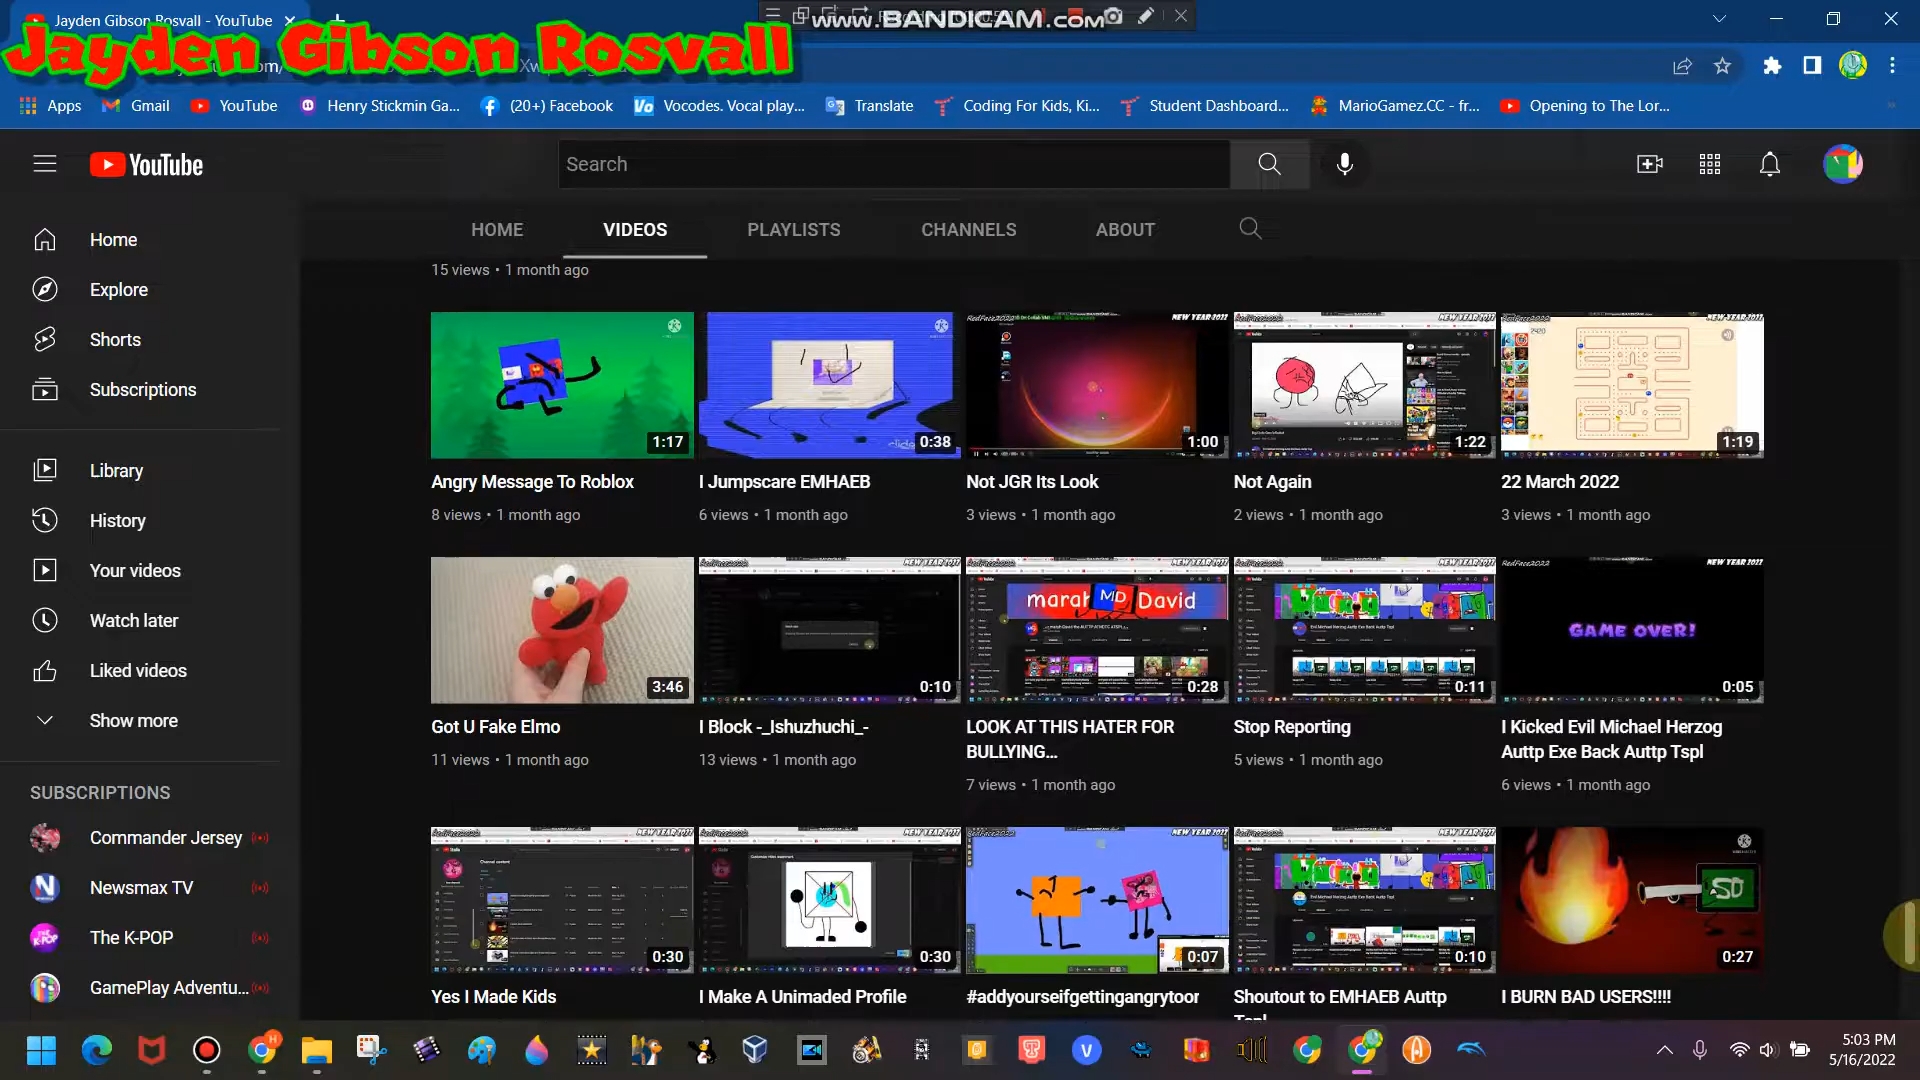 Jayden Gibson Rosvall - YouTube
www.BANDICAM.com
Jayden Gibson Rosvall
Apps
Gmail
YouTube
Henry Stickmin Ga...
(20+) Facebook
Vocodes. Vocal play...
Translate
Coding For Kids, Ki...
Student Dashboard...
MarioGamez.CC - fr...
Opening to The Lor...
YouTube
Search
HOME
VIDEOS
PLAYLISTS
CHANNELS
ABOUT
Home
Explore
Shorts
Subscriptions
Library
History
Your videos
Watch later
Liked videos
Show more
SUBSCRIPTIONS
Commander Jersey
Newsmax TV
The K-POP
GamePlay Adventu...
15 views • 1 month ago
1:17
0:38
1:00
1:22
1:19
Angry Message To Roblox
8 views • 1 month ago
I Jumpscare EMHAEB
6 views • 1 month ago
Not JGR Its Look
3 views • 1 month ago
Not Again
2 views • 1 month ago
22 March 2022
3 views • 1 month ago
RedFace2022
NEW YEAR 2022
marah
MD
David
GAME OVER!
3:46
0:10
0:28
0:11
0:05
Got U Fake Elmo
11 views • 1 month ago
I Block -_Ishuzhuchi_-
13 views • 1 month ago
LOOK AT THIS HATER FOR
BULLYING...
7 views • 1 month ago
Stop Reporting
5 views • 1 month ago
I Kicked Evil Michael Herzog
Auttp Exe Back Auttp Tspl
6 views • 1 month ago
SD
0:30
0:30
0:07
0:10
0:27
Yes I Made Kids
I Make A Unimaded Profile
#addyourseifgettingangrytoor
Shoutout to EMHAEB Auttp
Tspl
I BURN BAD USERS!!!!
5:03 PM
5/16/2022